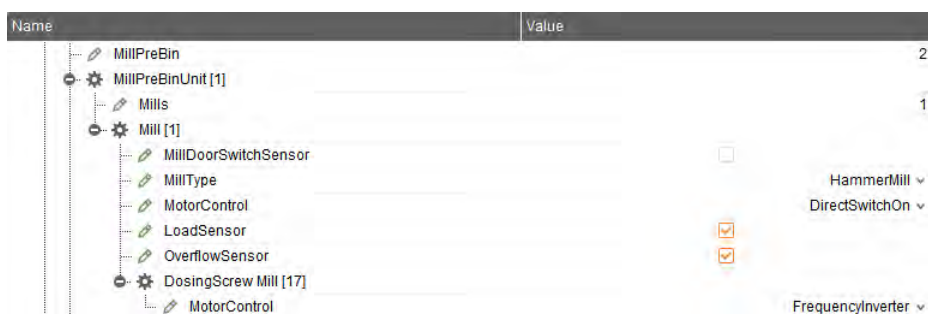 Name Value
MillPreBin 2
MillPreBinUnit [1]
Mills 1
Mill [1]
MillDoorSwitchSensor
MillType HammerMill
MotorControl DirectSwitchOn
LoadSensor
OverflowSensor
DosingScrew Mill [17]
MotorControl FrequencyInverter